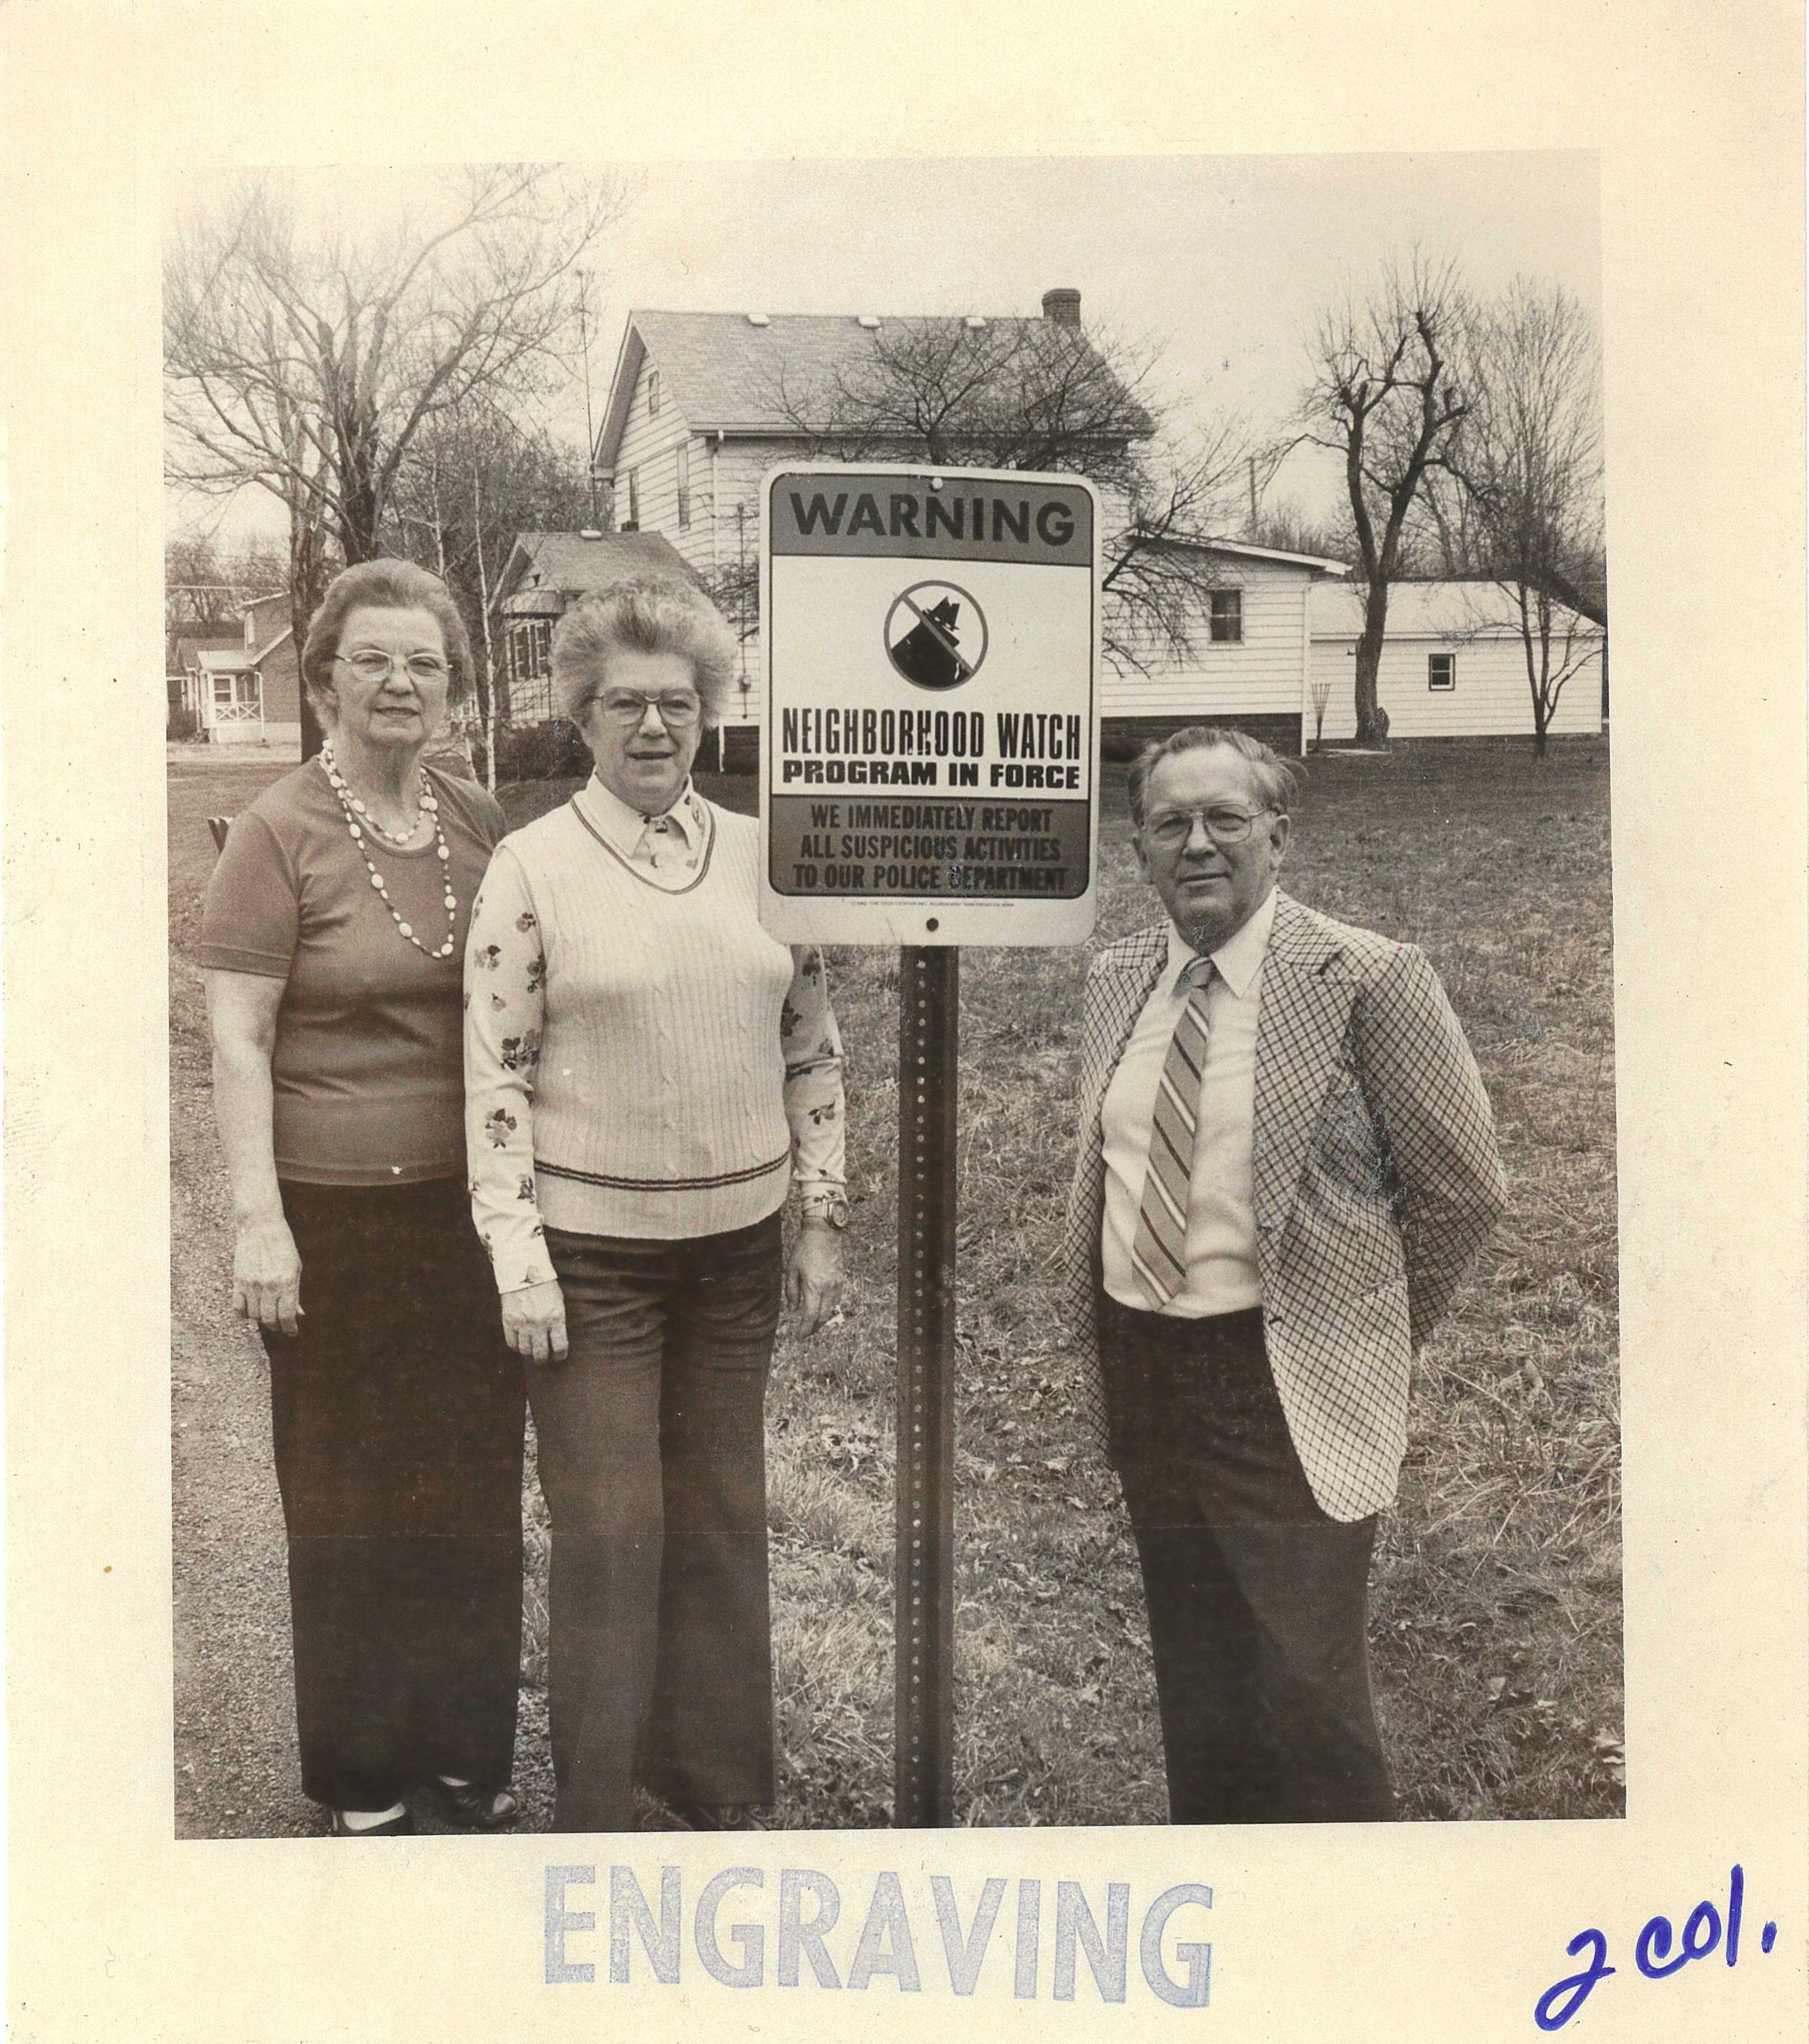 WARNING
NEIGHBORHOOD WATCH
PROGRAM IN FORCE
WE IMMEDIATELY REPORT
ALL SUSPICIOUS ACTIVITIES
TO OUR POLICE DEPARTMENT
ENGRAVING
2 col.